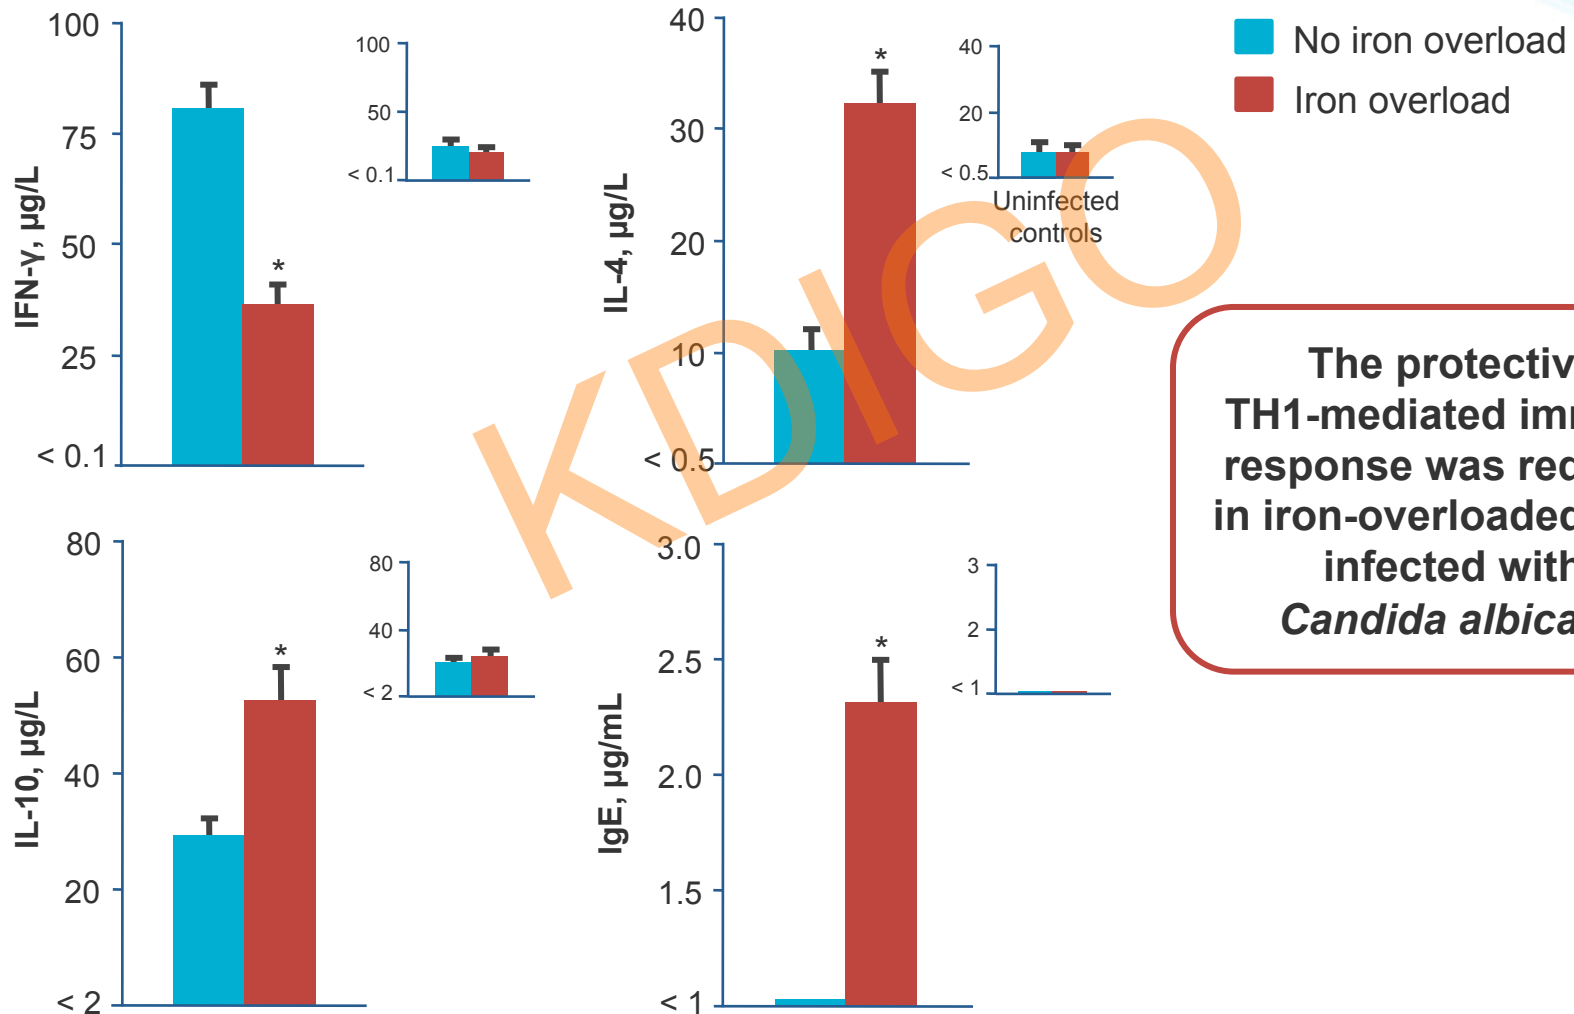 No iron overload
Iron overload
IFN-γ, µg/L
100
75
50
25
< 0.1
*
100
50
< 0.1
IL-4, µg/L
40
30
20
10
< 0.5
*
40
20
< 0.5
Uninfected
controls
The protectiv
TH1-mediated im
response was re
in iron-overloaded
infected with
Candida albica
IL-10, µg/L
80
60
40
20
< 2
*
80
40
< 2
IgE, µg/mL
3.0
2.5
2.0
1.5
< 1
*
3
2
< 1
KDIGO